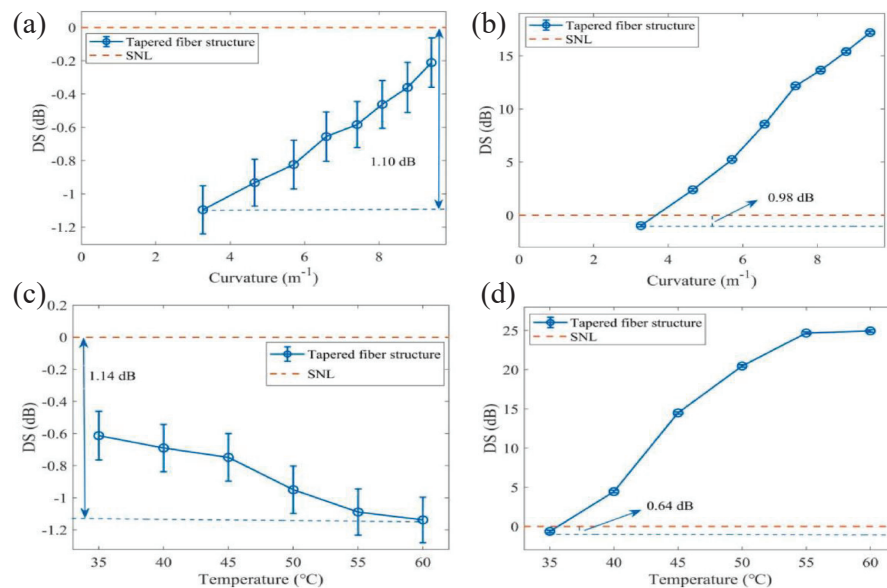 (a)
0
-0.2
-0.4
-0.6
-0.8
-1
-1.2
DS (dB)
Tapered fiber structure
SNL
1.10 dB
0 2 4 6 8
Curvature (m⁻¹)
(b)
15
10
5
0
DS (dB)
Tapered fiber structure
SNL
0.98 dB
0 2 4 6 8
Curvature (m⁻¹)
(c)
0.2
0
-0.2
-0.4
-0.6
-0.8
-1
-1.2
DS (dB)
Tapered fiber structure
SNL
1.14 dB
35 40 45 50 55 60
Temperature (°C)
(d)
25
20
15
10
5
0
DS (dB)
Tapered fiber structure
SNL
0.64 dB
35 40 45 50 55 60
Temperature (°C)